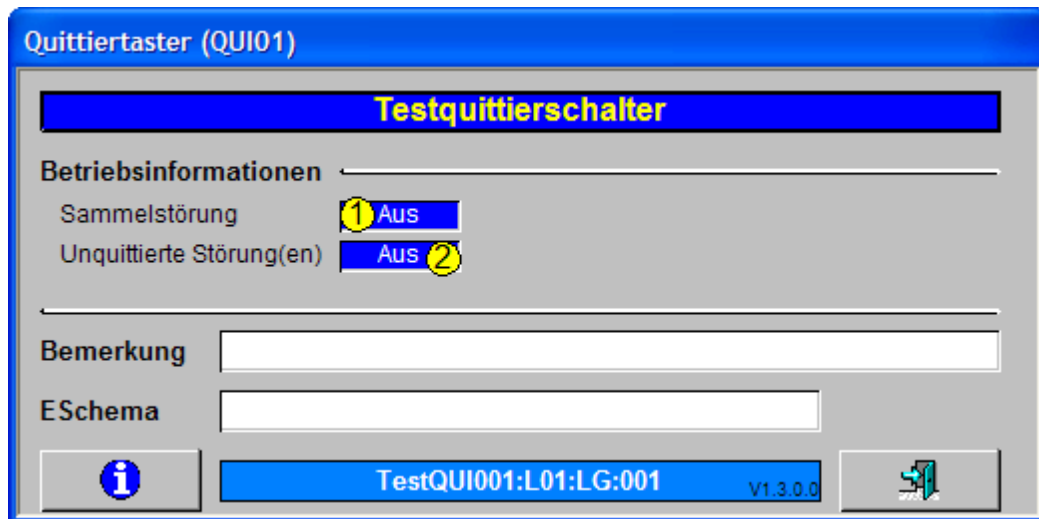 Quittiertaster (QUI01)
Testquittierschalter
Betriebsinformationen
Sammelstörung 1 Aus
Unquittierte Störung(en) Aus 2
Bemerkung
ESchema
i TestQUI001:L01:LG:001 V1.3.0.0